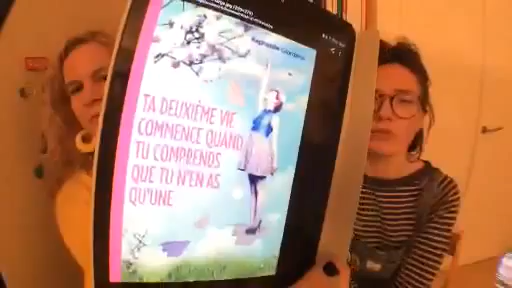 Raphaëlle Giordano
TA DEUXIÈME VIE
COMMENCE QUAND
TU COMPRENDS
QUE TU N'EN AS
QU'UNE